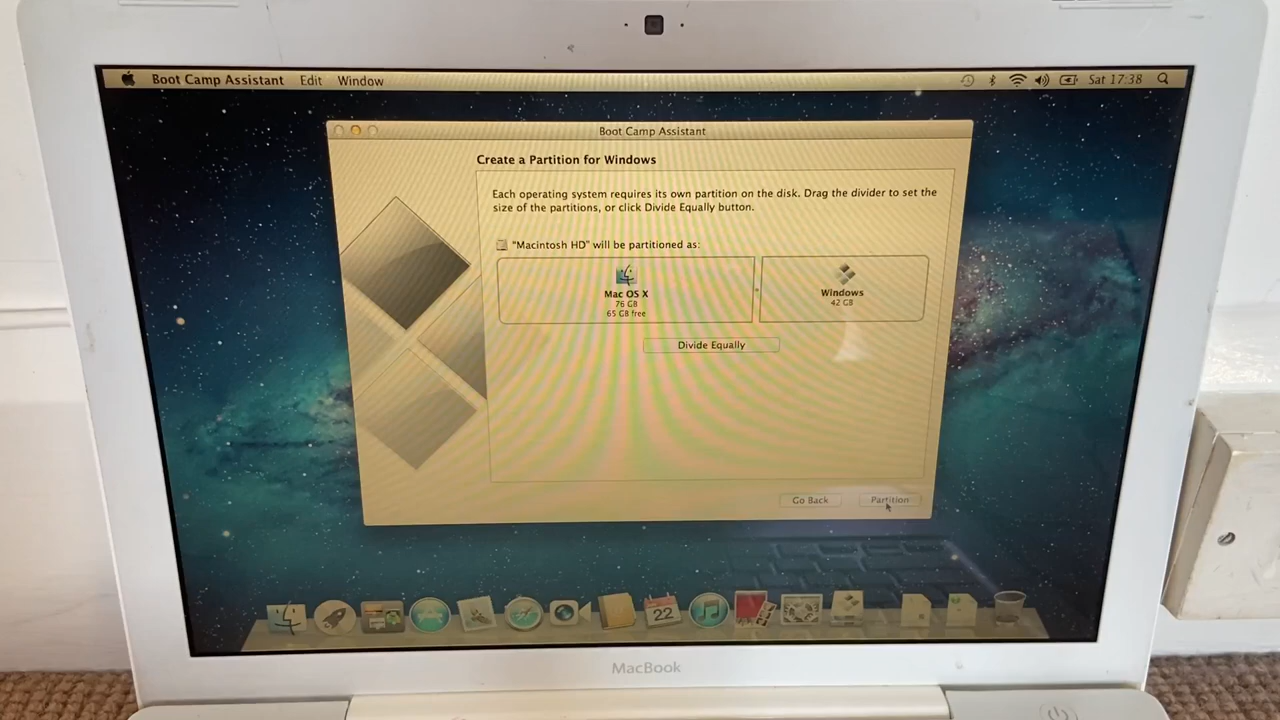 Boot Camp Assistant Edit Window Sat 17:38
Boot Camp Assistant
Create a Partition for Windows
Each operating system requires its own partition on the disk. Drag the divider to set the
size of the partitions, or click Divide Equally button.
"Macintosh HD" will be partitioned as:
Mac OS X
76 GB
65 GB free
Windows
42 GB
Divide Equally
Go Back Partition
22
MacBook